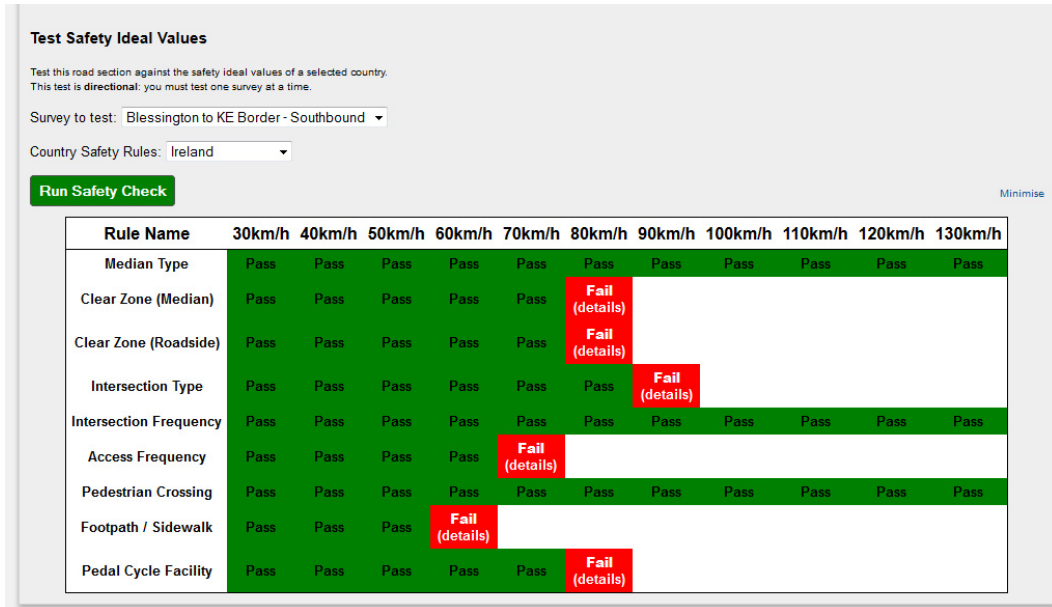 Test Safety Ideal Values
Test this road section against the safety ideal values of a selected country.
This test is directional: you must test one survey at a time.
Survey to test: Blessington to KE Border - Southbound
Country Safety Rules: Ireland
Run Safety Check
Minimise
Rule Name 30km/h 40km/h 50km/h 60km/h 70km/h 80km/h 90km/h 100km/h 110km/h 120km/h 130km/h
Median Type Pass Pass Pass Pass Pass Pass Pass Pass Pass Pass Pass
Clear Zone (Median) Pass Pass Pass Pass Pass Fail
(details)
Clear Zone (Roadside) Pass Pass Pass Pass Pass Fail
(details)
Intersection Type Pass Pass Pass Pass Pass Pass Fail
(details)
Intersection Frequency Pass Pass Pass Pass Pass Pass Pass Pass Pass Pass Pass
Access Frequency Pass Pass Pass Pass Fail
(details)
Pedestrian Crossing Pass Pass Pass Pass Pass Pass Pass Pass Pass Pass Pass
Footpath / Sidewalk Pass Pass Pass Fail
(details)
Pedal Cycle Facility Pass Pass Pass Pass Pass Fail
(details)